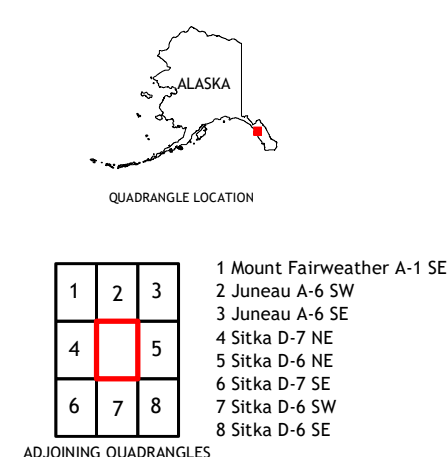 ALASKA
QUADRANGLE LOCATION
1 2 3
4 5
6 7 8
1 Mount Fairweather A-1 SE
2 Juneau A-6 SW
3 Juneau A-6 SE
4 Sitka D-7 NE
5 Sitka D-6 NE
6 Sitka D-7 SE
7 Sitka D-6 SW
8 Sitka D-6 SE
ADJOINING QUADRANGLES